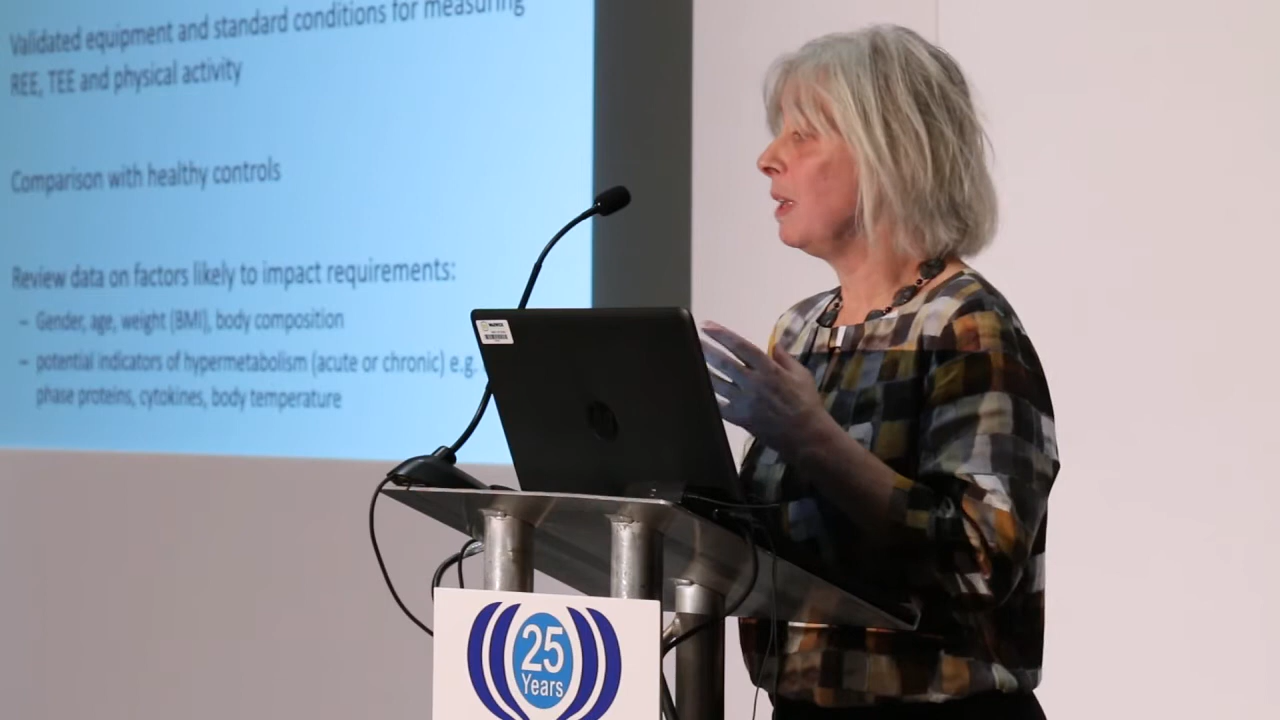 Validated equipment and standard conditions for measuring
REE, TEE and physical activity
Comparison with healthy controls
Review data on factors likely to impact requirements:
– Gender, age, weight (BMI), body composition
– potential indicators of hypermetabolism (acute or chronic) e.g.
phase proteins, cytokines, body temperature
25
Years